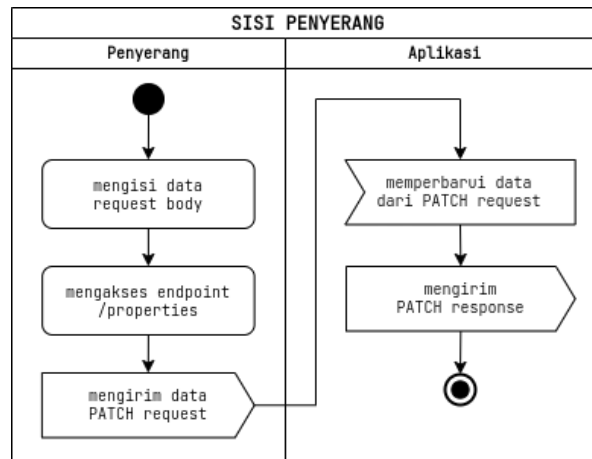 SISI PENYERANG
Penyerang
Aplikasi
mengisi data
request body
mengakses endpoint
/properties
mengirim data
PATCH request
memperbarui data
dari PATCH request
mengirim
PATCH response